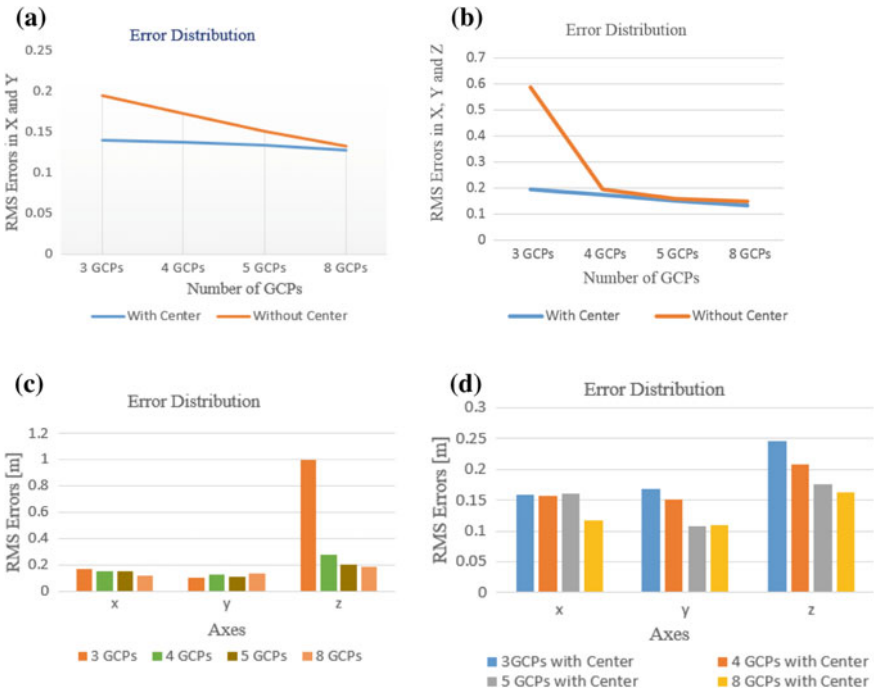 (a)
Error Distribution
RMS Errors in X and Y
0.25
0.2
0.15
0.1
0.05
0
3 GCPs 4 GCPs 5 GCPs 8 GCPs
Number of GCPs
With Center Without Center
(b)
Error Distribution
RMS Errors in X, Y and Z
0.7
0.6
0.5
0.4
0.3
0.2
0.1
0
3 GCPs 4 GCPs 5 GCPs 8 GCPs
Number of GCPs
With Center Without Center
(c)
Error Distribution
RMS Errors [m]
1.2
1
0.8
0.6
0.4
0.2
0
x y z
Axes
3 GCPs 4 GCPs 5 GCPs 8 GCPs
(d)
Error Distribution
RMS Errors [m]
0.3
0.25
0.2
0.15
0.1
0.05
0
x y z
Axes
3GCPs with Center 4 GCPs with Center
5 GCPs with Center 8 GCPs with Center